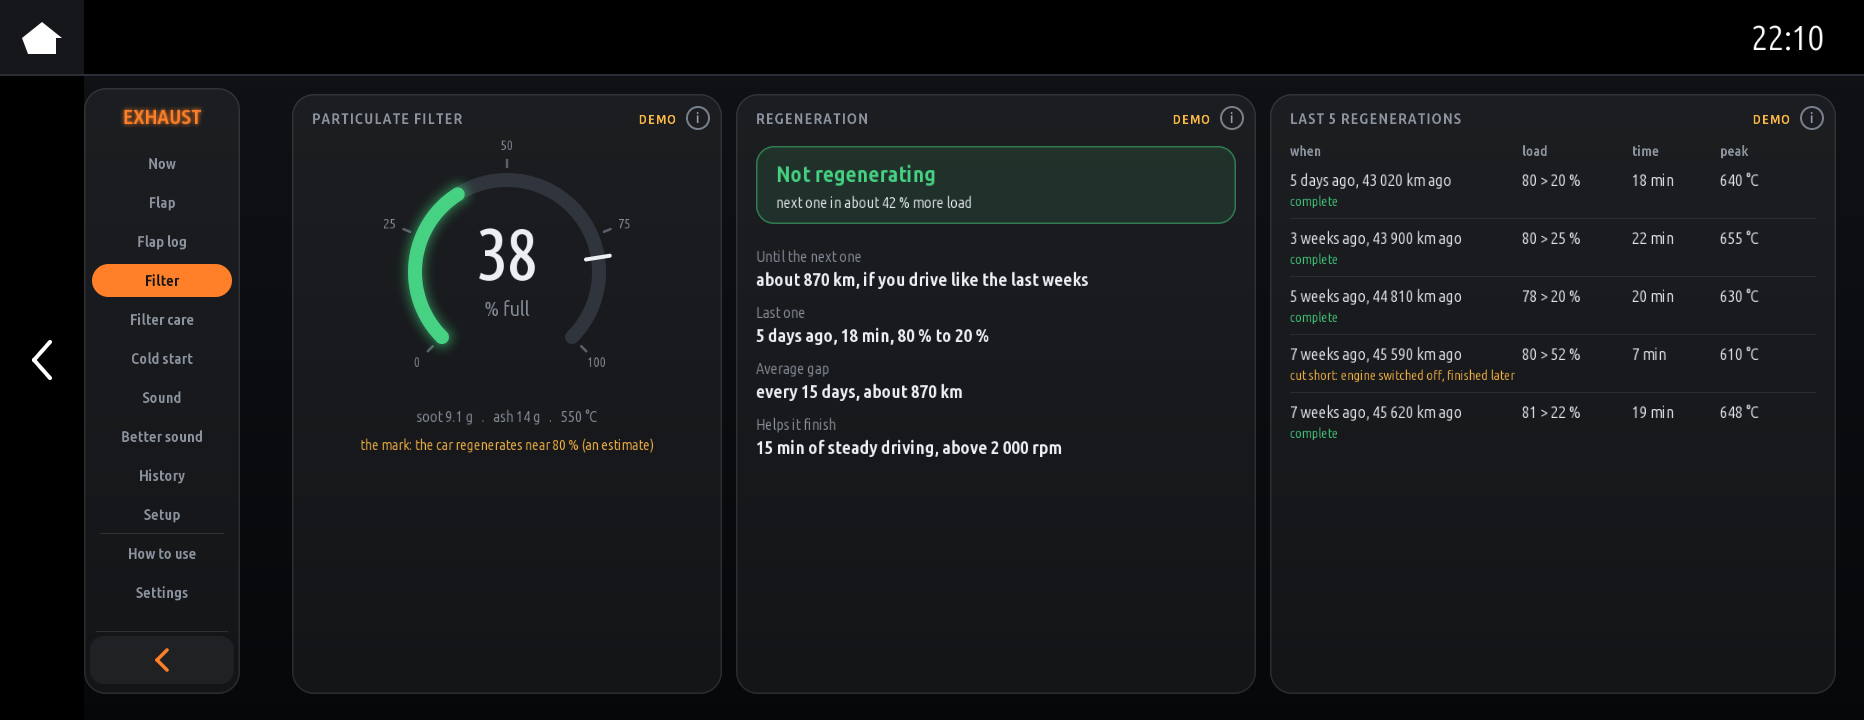 22:10
EXHAUST
Now
Flap
Flap log
Filter
Filter care
Cold start
Sound
Better sound
History
Setup
How to use
Settings
PARTICULATE FILTER
DEMO
i
50
25
75
38
% full
0
100
soot 9.1 g . ash 14 g . 550 °C
the mark: the car regenerates near 80 % (an estimate)
REGENERATION
DEMO
i
Not regenerating
next one in about 42 % more load
Until the next one
about 870 km, if you drive like the last weeks
Last one
5 days ago, 18 min, 80 % to 20 %
Average gap
every 15 days, about 870 km
Helps it finish
15 min of steady driving, above 2 000 rpm
LAST 5 REGENERATIONS
DEMO
i
when load time peak
5 days ago, 43 020 km ago 80 > 20 % 18 min 640 °C
complete
3 weeks ago, 43 900 km ago 80 > 25 % 22 min 655 °C
complete
5 weeks ago, 44 810 km ago 78 > 20 % 20 min 630 °C
complete
7 weeks ago, 45 590 km ago 80 > 52 % 7 min 610 °C
cut short: engine switched off, finished later
7 weeks ago, 45 620 km ago 81 > 22 % 19 min 648 °C
complete